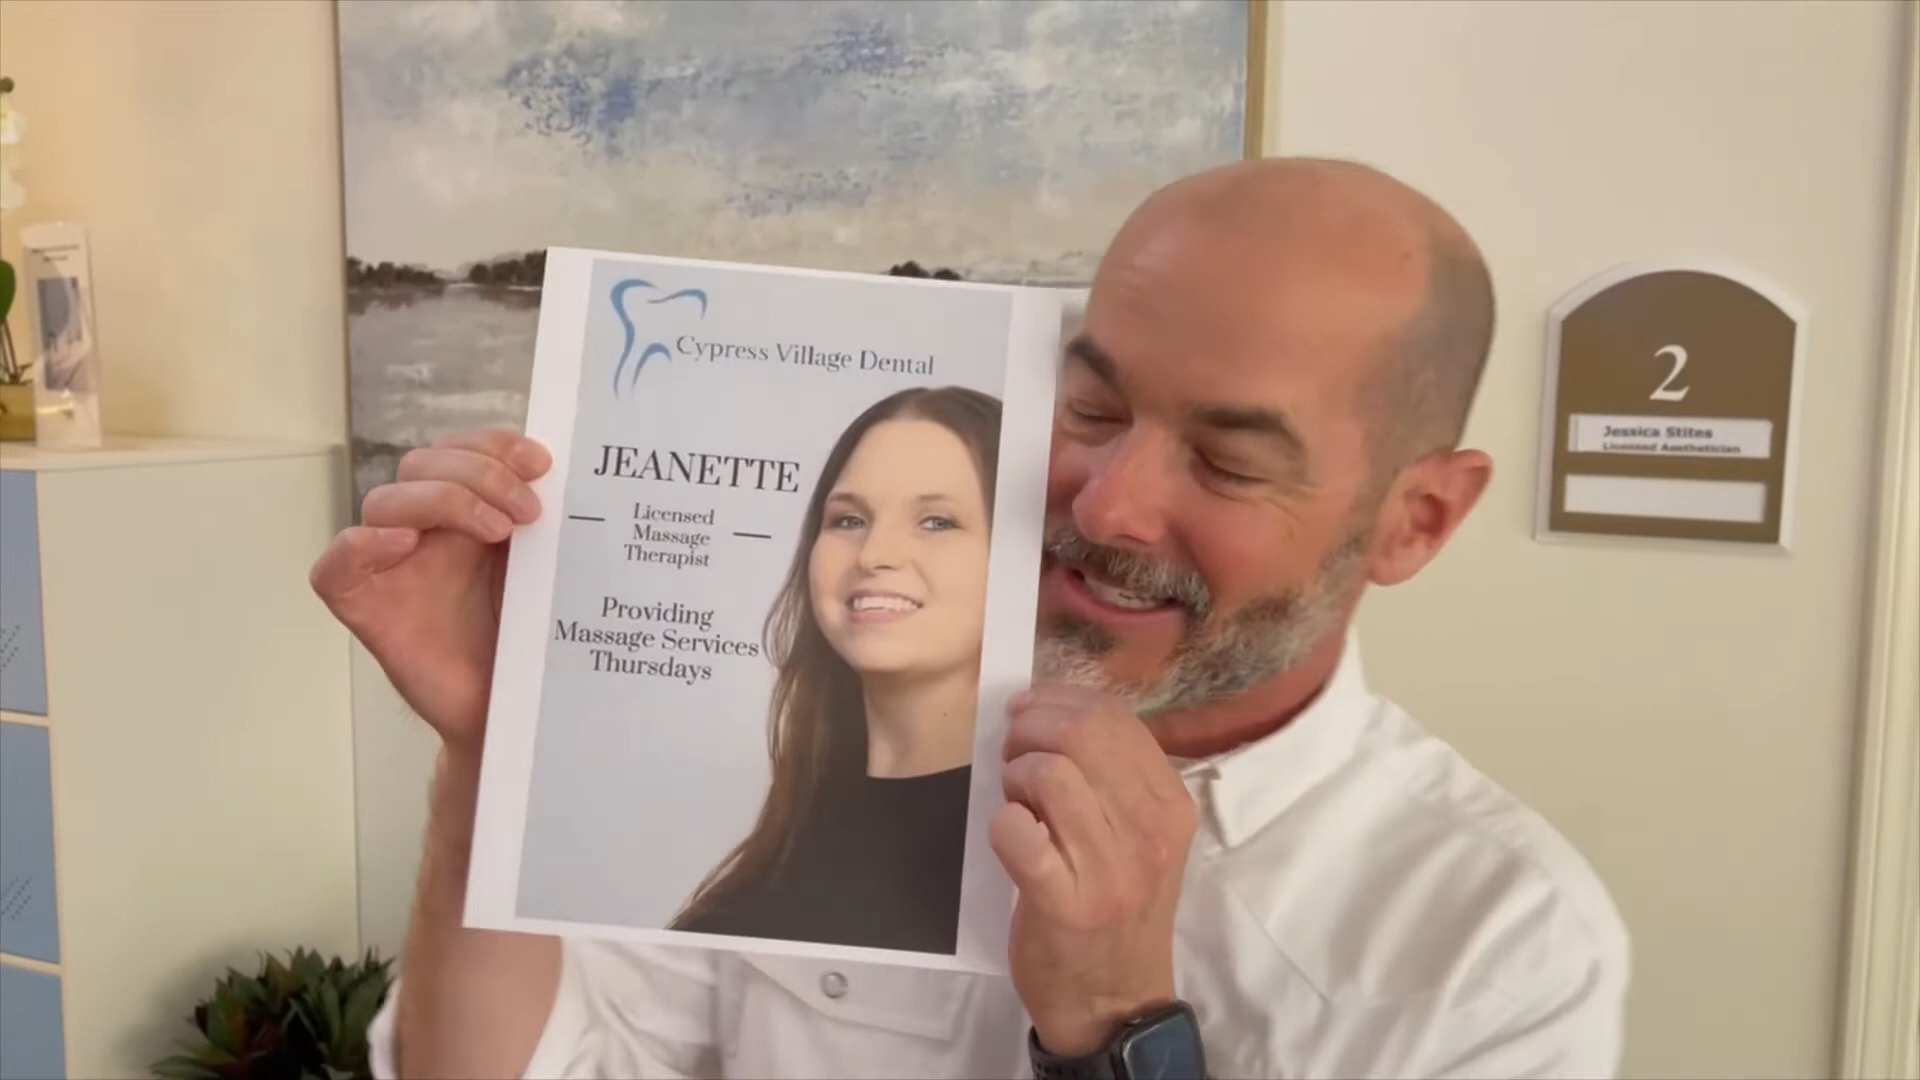 Cypress Village Dental
JEANETTE
Licensed
Massage
Therapist
Providing
Massage Services
Thursdays
2
Jessica Stites
Licensed Aesthetician